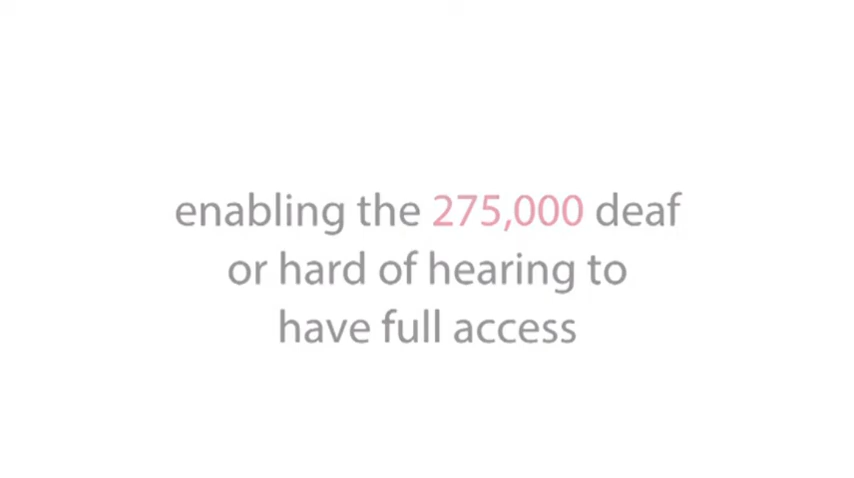 enabling the 275,000 deaf
or hard of hearing to
have full access